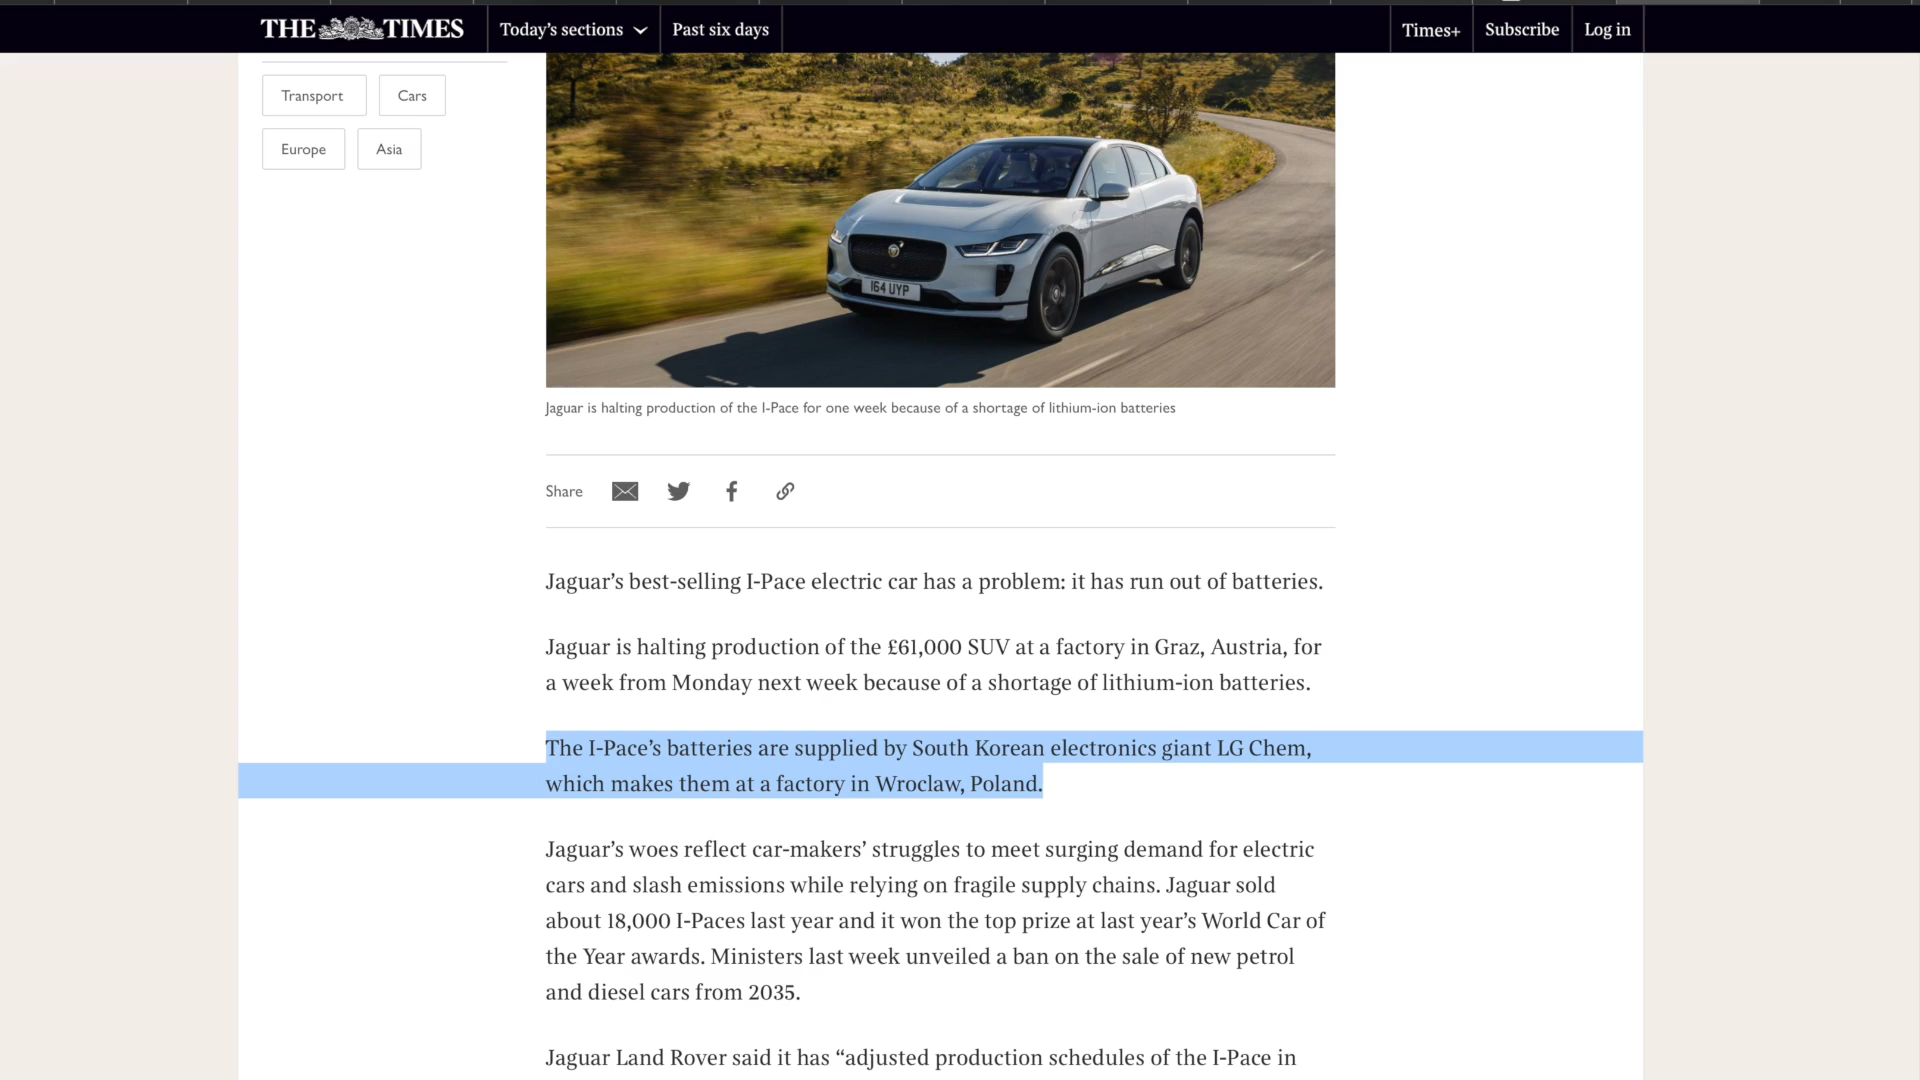 THE TIMES
Today’s sections
Past six days
Times+
Subscribe
Log in
Transport
Cars
Europe
Asia
164 UYP
Jaguar is halting production of the I-Pace for one week because of a shortage of lithium-ion batteries
Share
Jaguar’s best-selling I-Pace electric car has a problem: it has run out of batteries.
Jaguar is halting production of the £61,000 SUV at a factory in Graz, Austria, for
a week from Monday next week because of a shortage of lithium-ion batteries.
The I-Pace’s batteries are supplied by South Korean electronics giant LG Chem,
which makes them at a factory in Wroclaw, Poland.
Jaguar’s woes reflect car-makers’ struggles to meet surging demand for electric
cars and slash emissions while relying on fragile supply chains. Jaguar sold
about 18,000 I-Paces last year and it won the top prize at last year’s World Car of
the Year awards. Ministers last week unveiled a ban on the sale of new petrol
and diesel cars from 2035.
Jaguar Land Rover said it has “adjusted production schedules of the I-Pace in